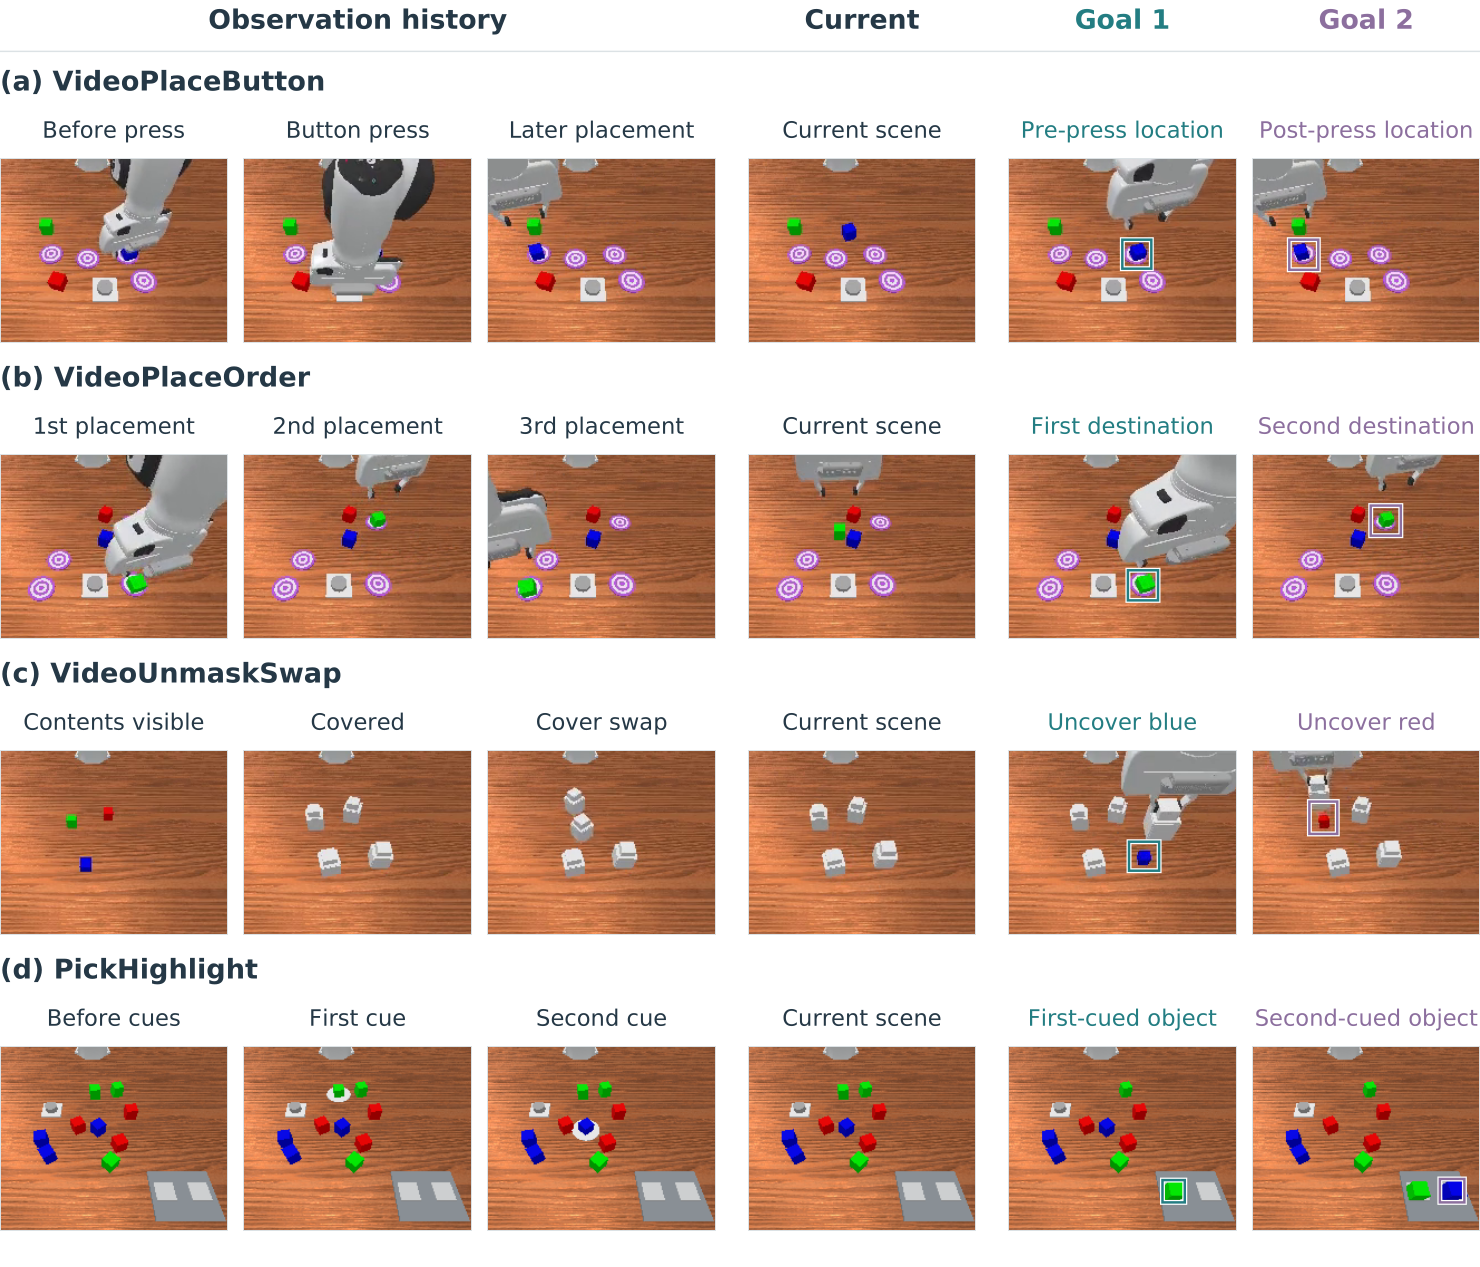 Observation history Current Goal 1 Goal 2
(a) VideoPlaceButton
Before press Button press Later placement Current scene Pre-press location Post-press location
(b) VideoPlaceOrder
1st placement 2nd placement 3rd placement Current scene First destination Second destination
(c) VideoUnmaskSwap
Contents visible Covered Cover swap Current scene Uncover blue Uncover red
(d) PickHighlight
Before cues First cue Second cue Current scene First-cued object Second-cued object